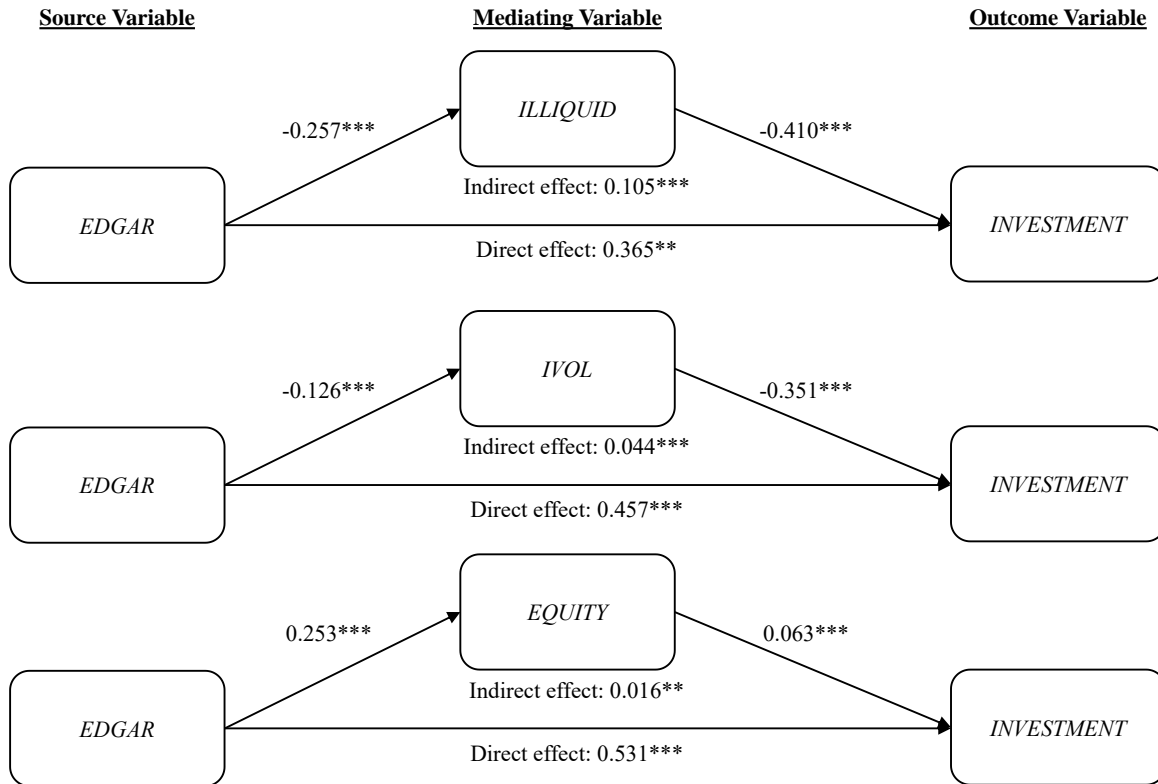 Source Variable
Mediating Variable
Outcome Variable
ILLIQUID
-0.257***
-0.410***
Indirect effect: 0.105***
EDGAR
INVESTMENT
Direct effect: 0.365**
IVOL
-0.126***
-0.351***
Indirect effect: 0.044***
EDGAR
INVESTMENT
Direct effect: 0.457***
EQUITY
0.253***
0.063***
Indirect effect: 0.016**
EDGAR
INVESTMENT
Direct effect: 0.531***